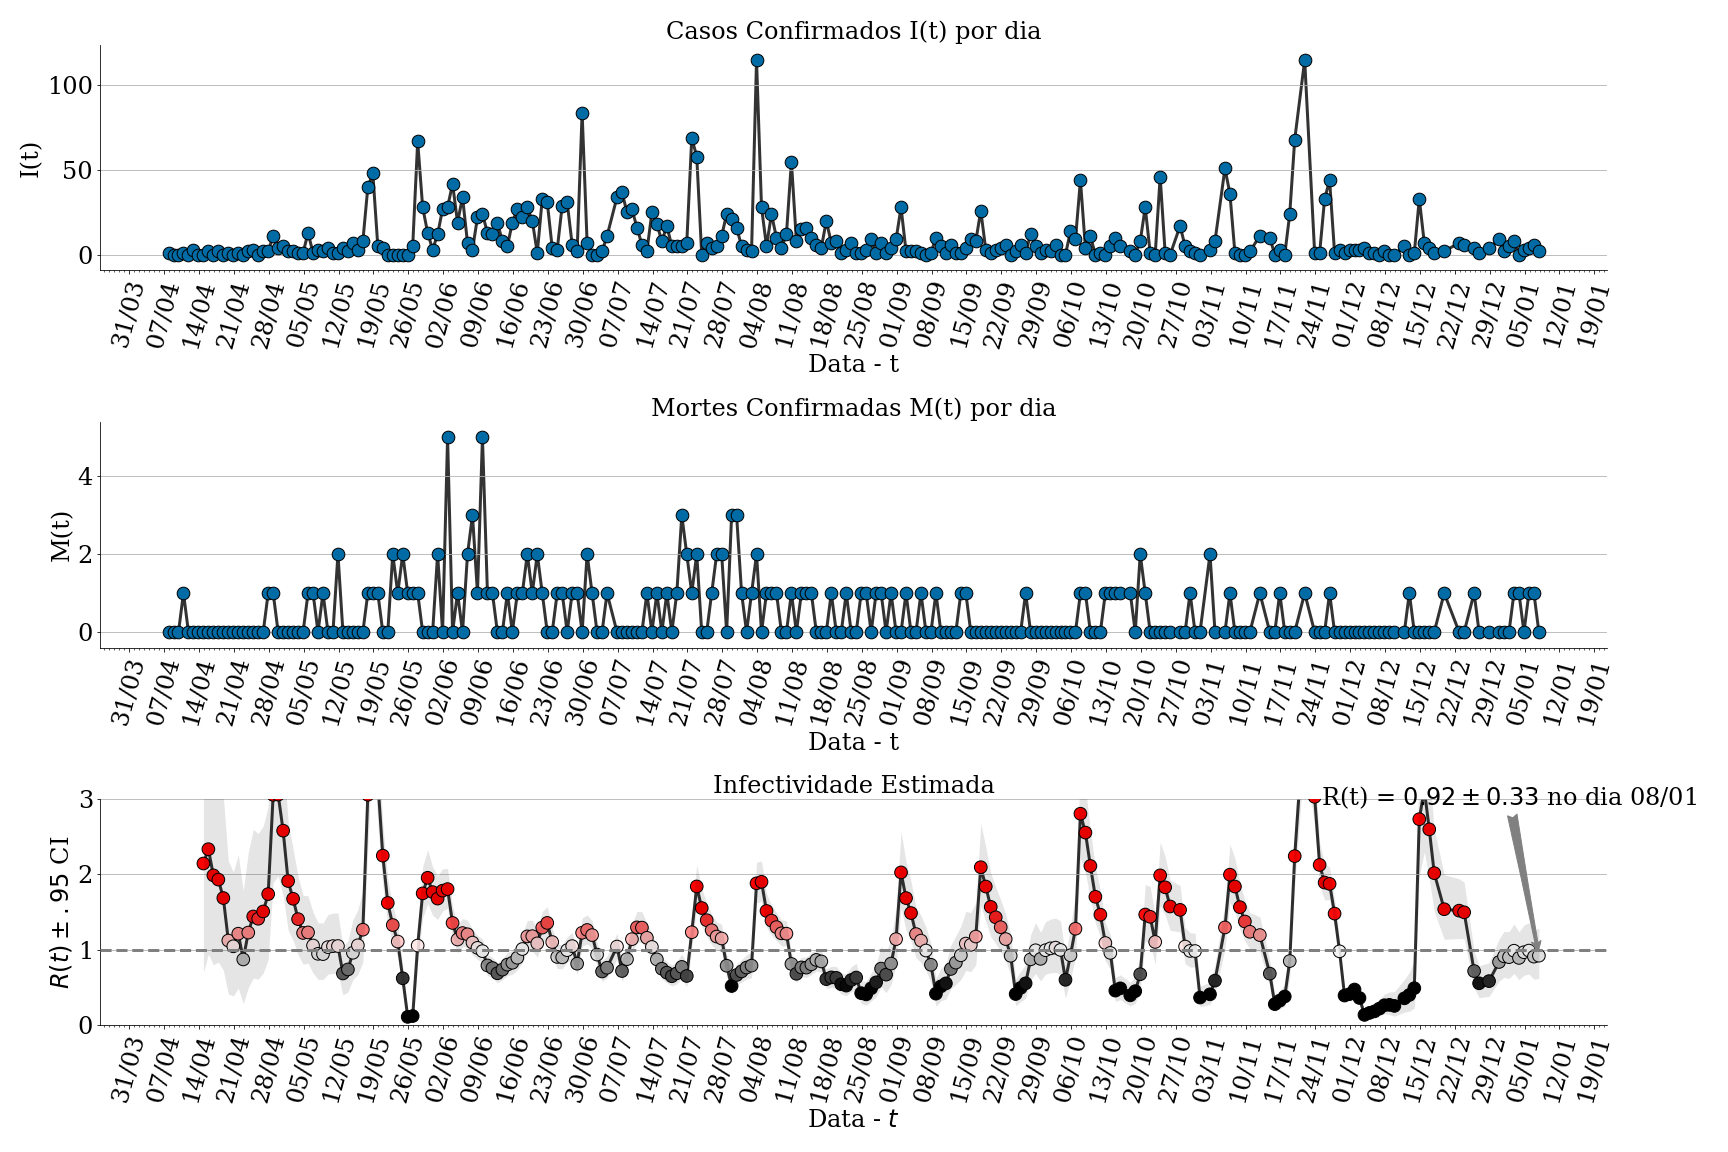 Casos Confirmados I(t) por dia
I(t)
100
50
0
31/03 07/04 14/04 21/04 28/04 05/05 12/05 19/05 26/05 02/06 09/06 16/06 23/06 30/06 07/07 14/07 21/07 28/07 04/08 11/08 18/08 25/08 01/09 08/09 15/09 22/09 29/09 06/10 13/10 20/10 27/10 03/11 10/11 17/11 24/11 01/12 08/12 15/12 22/12 29/12 05/01 12/01 19/01
Data - t
Mortes Confirmadas M(t) por dia
M(t)
4
2
0
31/03 07/04 14/04 21/04 28/04 05/05 12/05 19/05 26/05 02/06 09/06 16/06 23/06 30/06 07/07 14/07 21/07 28/07 04/08 11/08 18/08 25/08 01/09 08/09 15/09 22/09 29/09 06/10 13/10 20/10 27/10 03/11 10/11 17/11 24/11 01/12 08/12 15/12 22/12 29/12 05/01 12/01 19/01
Data - t
Infectividade Estimada
R(t) = 0.92 ± 0.33 no dia 08/01
R(t) ± .95 CI
3
2
1
0
31/03 07/04 14/04 21/04 28/04 05/05 12/05 19/05 26/05 02/06 09/06 16/06 23/06 30/06 07/07 14/07 21/07 28/07 04/08 11/08 18/08 25/08 01/09 08/09 15/09 22/09 29/09 06/10 13/10 20/10 27/10 03/11 10/11 17/11 24/11 01/12 08/12 15/12 22/12 29/12 05/01 12/01 19/01
Data - t